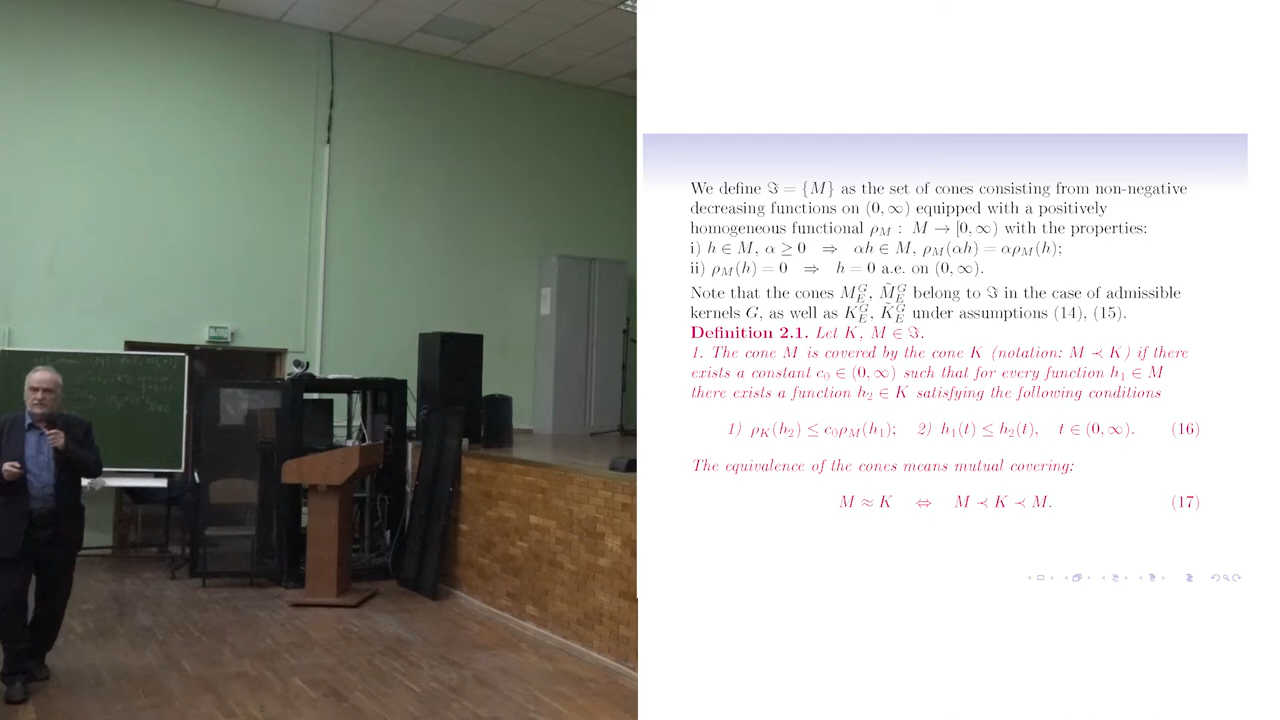 We define ℑ = {M} as the set of cones consisting from non-negative
decreasing functions on (0, ∞) equipped with a positively
homogeneous functional ρ_M : M → [0, ∞) with the properties:
i) h ∈ M, α ≥ 0 ⇒ αh ∈ M, ρ_M(αh) = αρ_M(h);
ii) ρ_M(h) = 0 ⇒ h = 0 a.e. on (0, ∞).
Note that the cones M_E^G, M̃_E^G belong to ℑ in the case of admissible
kernels G, as well as K_E^G, K̃_E^G under assumptions (14), (15).
Definition 2.1. Let K, M ∈ ℑ.
1. The cone M is covered by the cone K (notation: M ≺ K) if there
exists a constant c_0 ∈ (0, ∞) such that for every function h_1 ∈ M
there exists a function h_2 ∈ K satisfying the following conditions
1) ρ_K(h_2) ≤ c_0ρ_M(h_1); 2) h_1(t) ≤ h_2(t), t ∈ (0, ∞). (16)
The equivalence of the cones means mutual covering:
M ≈ K ⇔ M ≺ K ≺ M. (17)